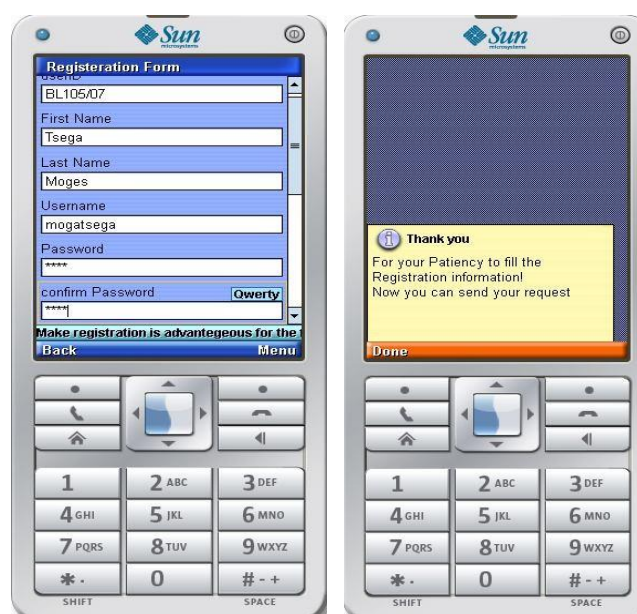 Sun
microsystems
Registeration Form
userID
BL105/07
First Name
Tsega
Last Name
Moges
Username
mogatsega
Password
****
confirm Password Qwerty
****
Make registration is advantegeous for the
Back Menu
1 2 ABC 3 DEF
4 GHI 5 JKL 6 MNO
7 PQRS 8 TUV 9 WXYZ
* . 0 # - +
SHIFT SPACE
Sun
microsystems
Thank you
For your Patiency to fill the
Registration information!
Now you can send your request
Done
1 2 ABC 3 DEF
4 GHI 5 JKL 6 MNO
7 PQRS 8 TUV 9 WXYZ
* . 0 # - +
SHIFT SPACE